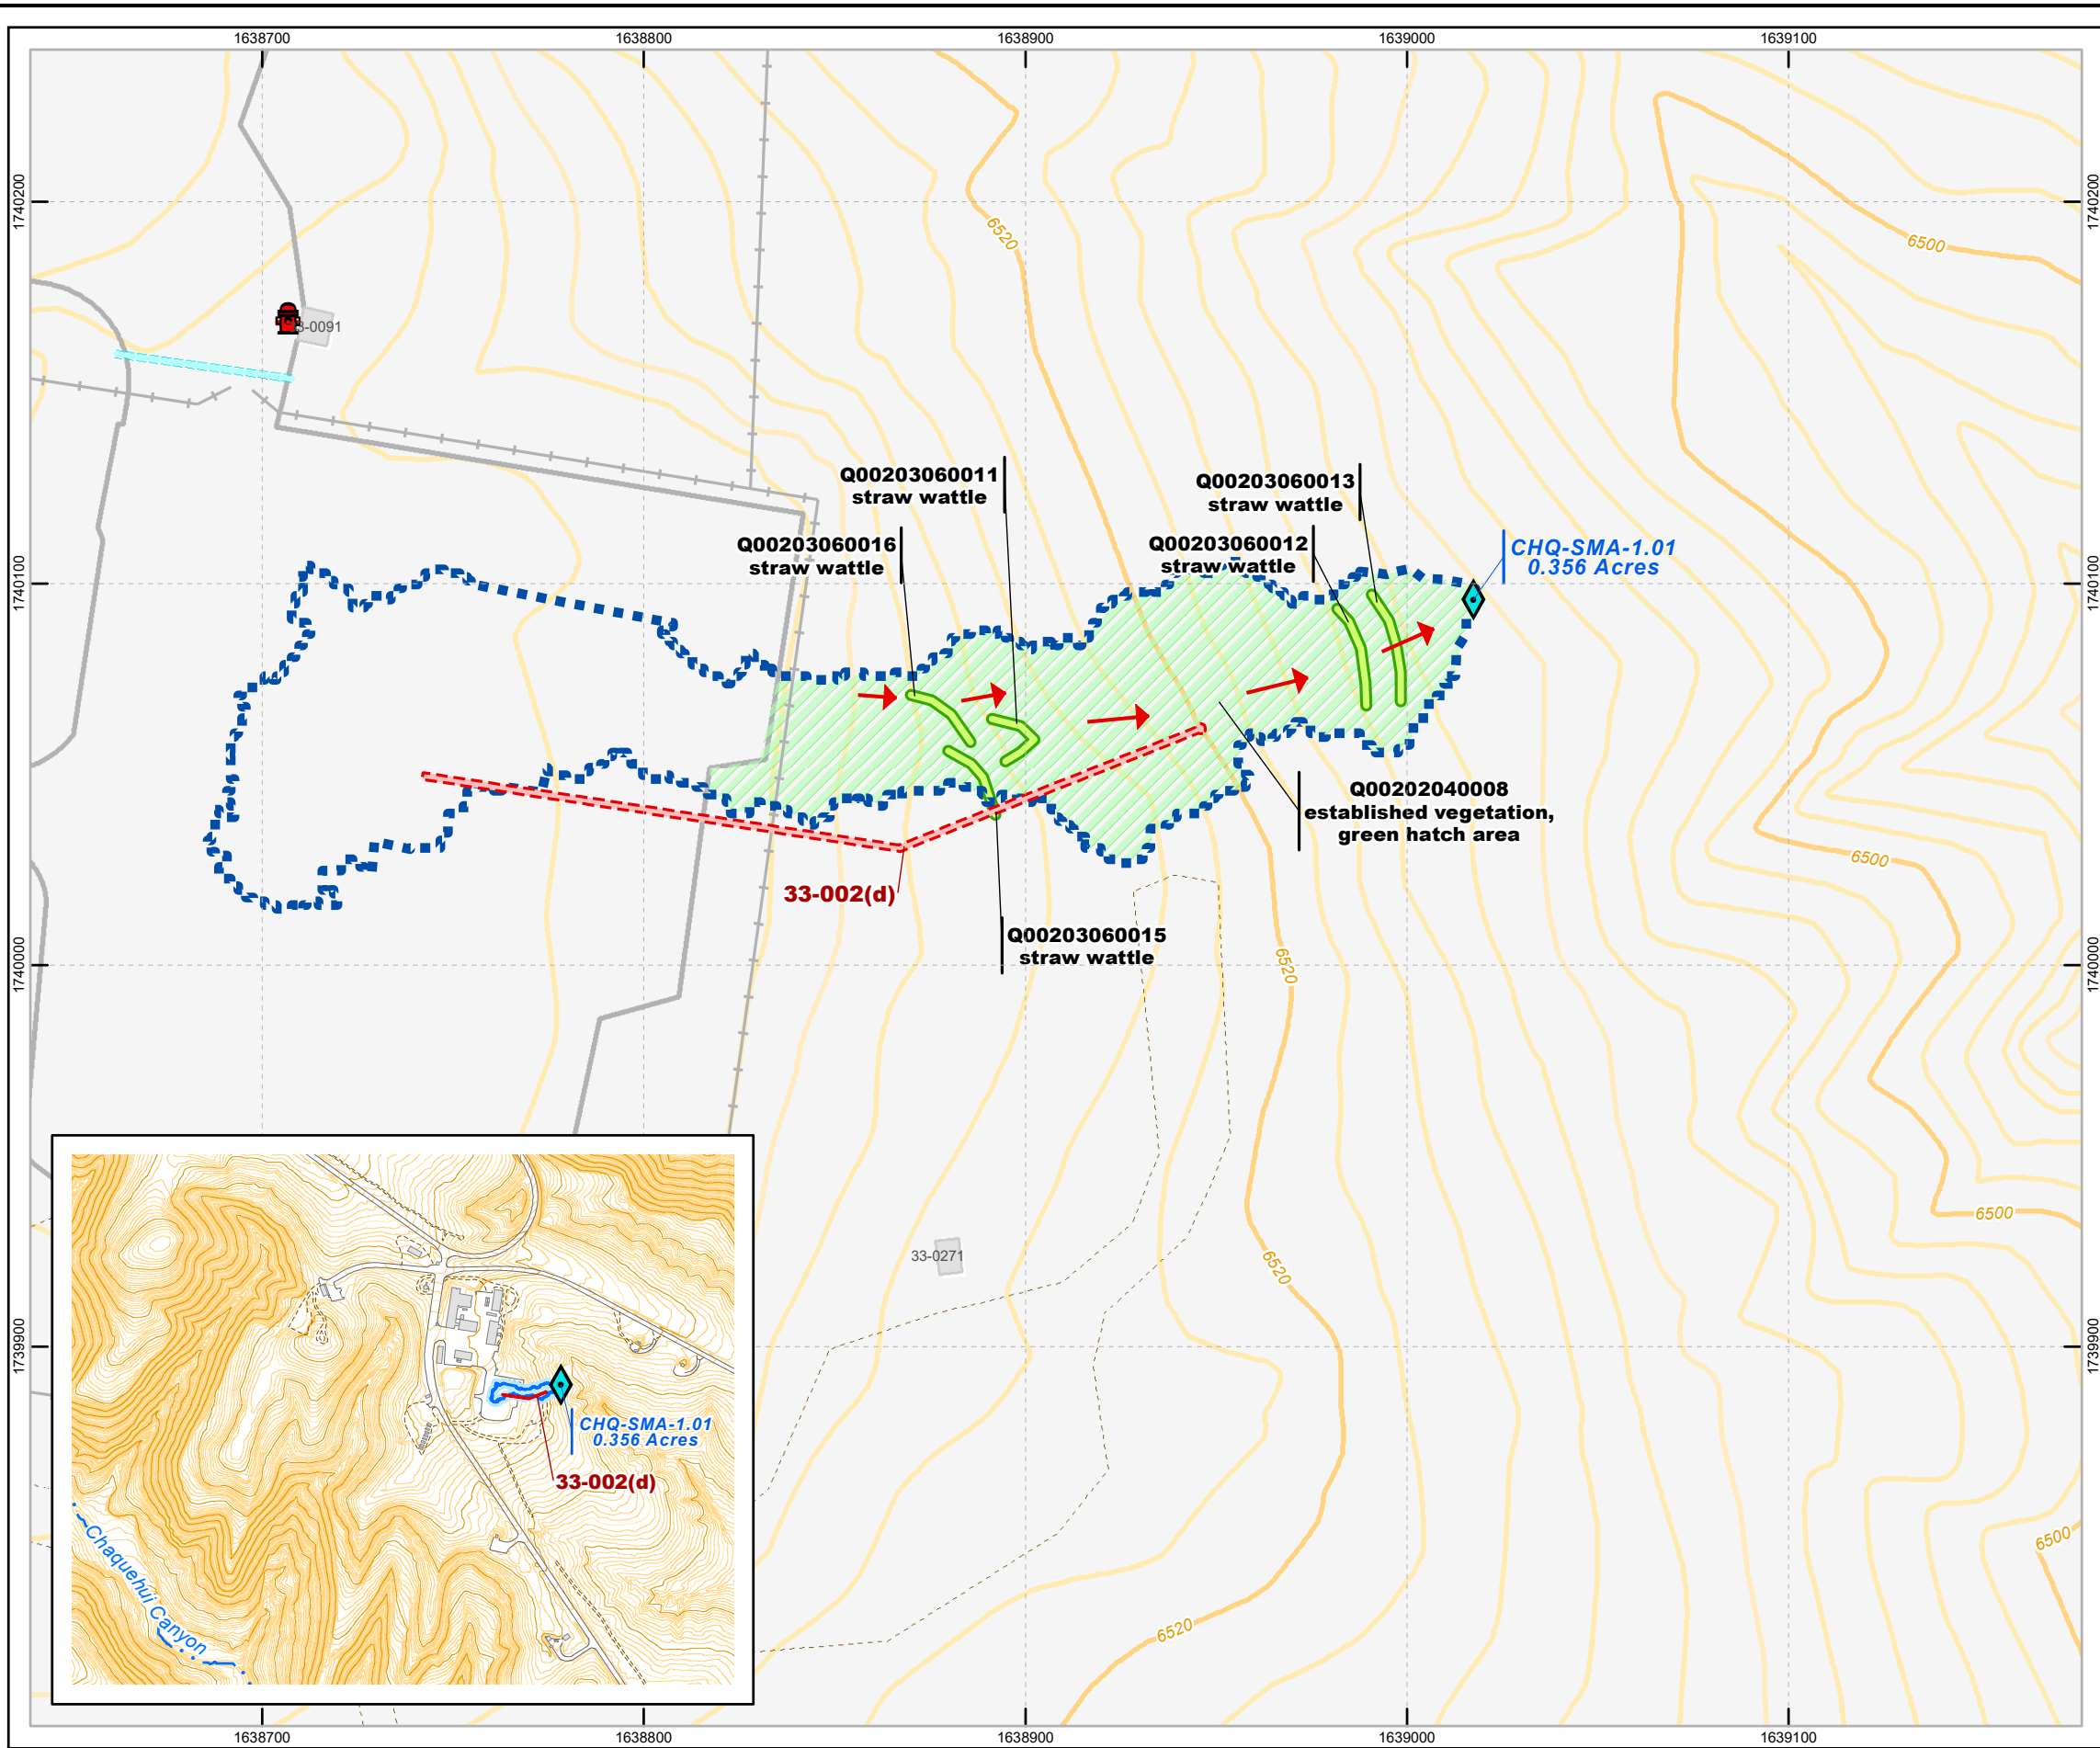 1638700
1638800
1638900
1639000
1639100
1740200
1740200
6520
6500
3-0091
Q00203060011
straw wattle
Q00203060013
straw wattle
Q00203060016
straw wattle
Q00203060012
straw wattle
CHQ-SMA-1.01
0.356 Acres
1740100
1740100
Q00202040008
established vegetation,
green hatch area
6500
33-002(d)
Q00203060015
straw wattle
1740000
1740000
6520
6500
33-0271
6520
1739900
1739900
CHQ-SMA-1.01
0.356 Acres
33-002(d)
Chaquehui Canyon
6500
6520
1638700
1638800
1638900
1639000
1639100